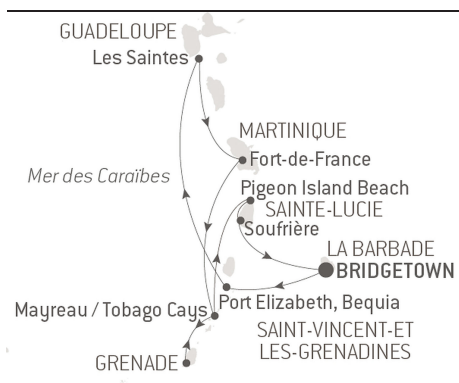 GUADELOUPE
Les Saintes
MARTINIQUE
Fort-de-France
Mer des Caraïbes
Pigeon Island Beach
SAINTE-LUCIE
Soufrière
LA BARBADE
BRIDGETOWN
Port Elizabeth, Bequia
Mayreau / Tobago Cays
SAINT-VINCENT-ET
LES-GRENADINES
GRENADE